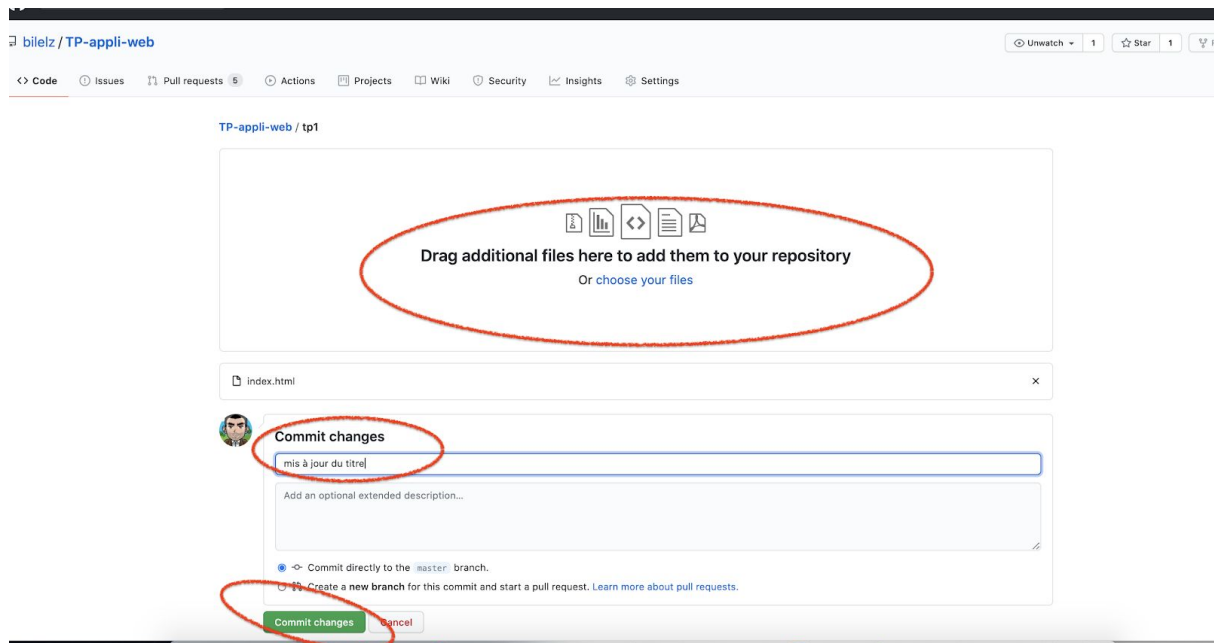 bilelz / TP-appli-web
Unwatch 1 Star 1
Code Issues Pull requests 5 Actions Projects Wiki Security Insights Settings
TP-appli-web / tp1
Drag additional files here to add them to your repository
Or choose your files
index.html
Commit changes
mis à jour du titre
Add an optional extended description...
Commit directly to the master branch.
Create a new branch for this commit and start a pull request. Learn more about pull requests.
Commit changes Cancel